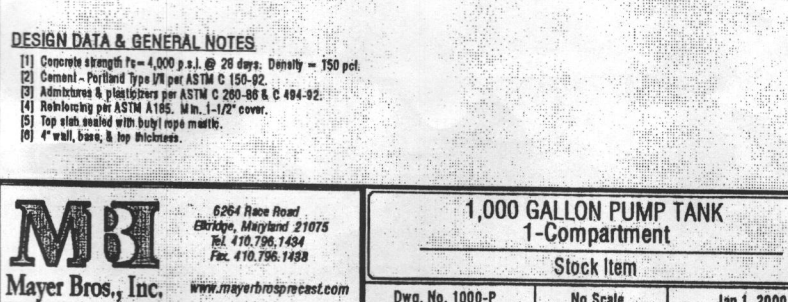 DESIGN DATA & GENERAL NOTES
[1] Concrete strength f'c= 4,000 p.s.i. @ 28 days. Density = 150 pcf.
[2] Cement - Portland Type I/II per ASTM C 150-92.
[3] Admixtures & plasticizers per ASTM C 260-86 & C 494-92.
[4] Reinforcing per ASTM A185. Min. 1-1/2" cover.
[5] Top slab sealed with butyl rope mastic.
[6] 4" wall, base, & top thickness.
MBI
Mayer Bros., Inc.
6264 Race Road
Elkridge, Maryland 21075
Tel. 410.796.1434
Fax. 410.796.1438
www.mayerbrosprecast.com
1,000 GALLON PUMP TANK
1-Compartment
Stock Item
Dwg. No. 1000-P
No Scale
Jan 1, 2000